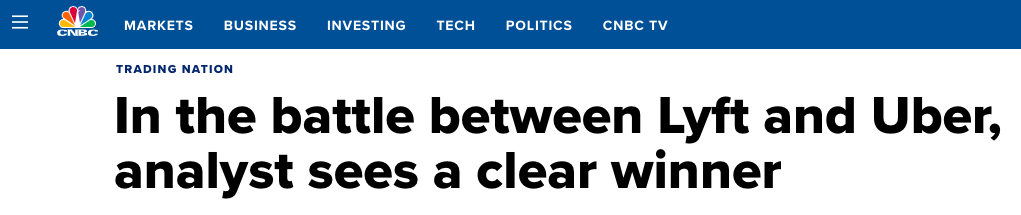 CNBC
MARKETS BUSINESS INVESTING TECH POLITICS CNBC TV
TRADING NATION
In the battle between Lyft and Uber,
analyst sees a clear winner